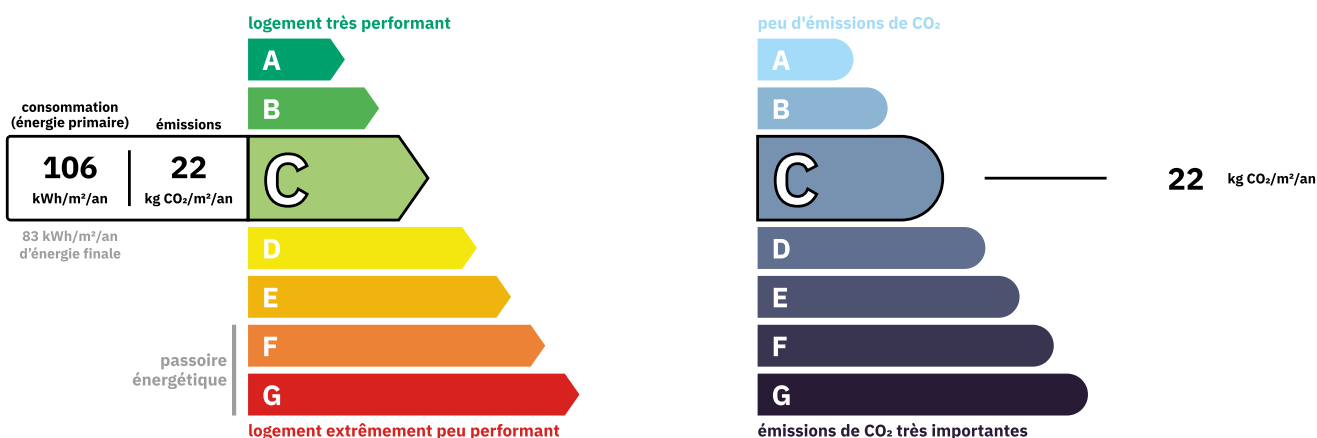 logement très performant
A
B
consommation
(énergie primaire)
émissions
106
22
kWh/m²/an
kg CO₂/m²/an
C
83 kWh/m²/an
d'énergie finale
D
E
passoire
énergétique
F
G
logement extrêmement peu performant
peu d'émissions de CO₂
A
B
C
22 kg CO₂/m²/an
D
E
F
G
émissions de CO₂ très importantes